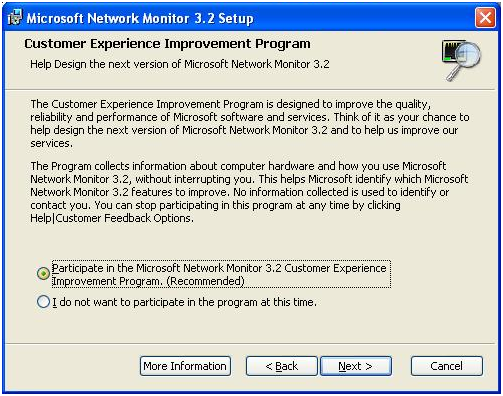 Microsoft Network Monitor 3.2 Setup
Customer Experience Improvement Program
Help Design the next version of Microsoft Network Monitor 3.2
The Customer Experience Improvement Program is designed to improve the quality,
reliability and performance of Microsoft software and services. Think of it as your chance to
help design the next version of Microsoft Network Monitor 3.2 and to help us improve our
services.
The Program collects information about computer hardware and how you use Microsoft
Network Monitor 3.2, without interrupting you. This helps Microsoft identify which Microsoft
Network Monitor 3.2 features to improve. No information collected is used to identify or
contact you. You can stop participating in this program at any time by clicking
Help|Customer Feedback Options.
Participate in the Microsoft Network Monitor 3.2 Customer Experience
Improvement Program. (Recommended)
I do not want to participate in the program at this time.
More Information
< Back
Next >
Cancel